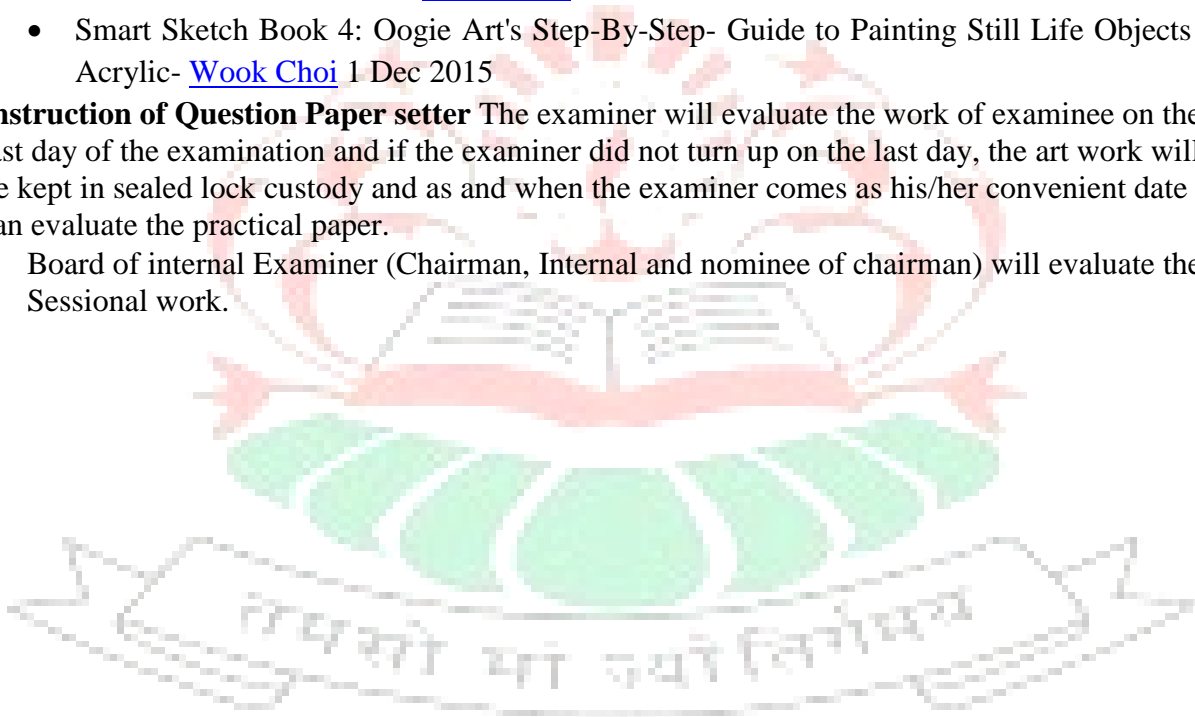 • Smart Sketch Book 4: Oogie Art's Step-By-Step- Guide to Painting Still Life Objects
Acrylic- Wook Choi 1 Dec 2015
nstruction of Question Paper setter The examiner will evaluate the work of examinee on the
ast day of the examination and if the examiner did not turn up on the last day, the art work will
e kept in sealed lock custody and as and when the examiner comes as his/her convenient date
an evaluate the practical paper.
Board of internal Examiner (Chairman, Internal and nominee of chairman) will evaluate the
Sessional work.
तमसो मा ज्यो